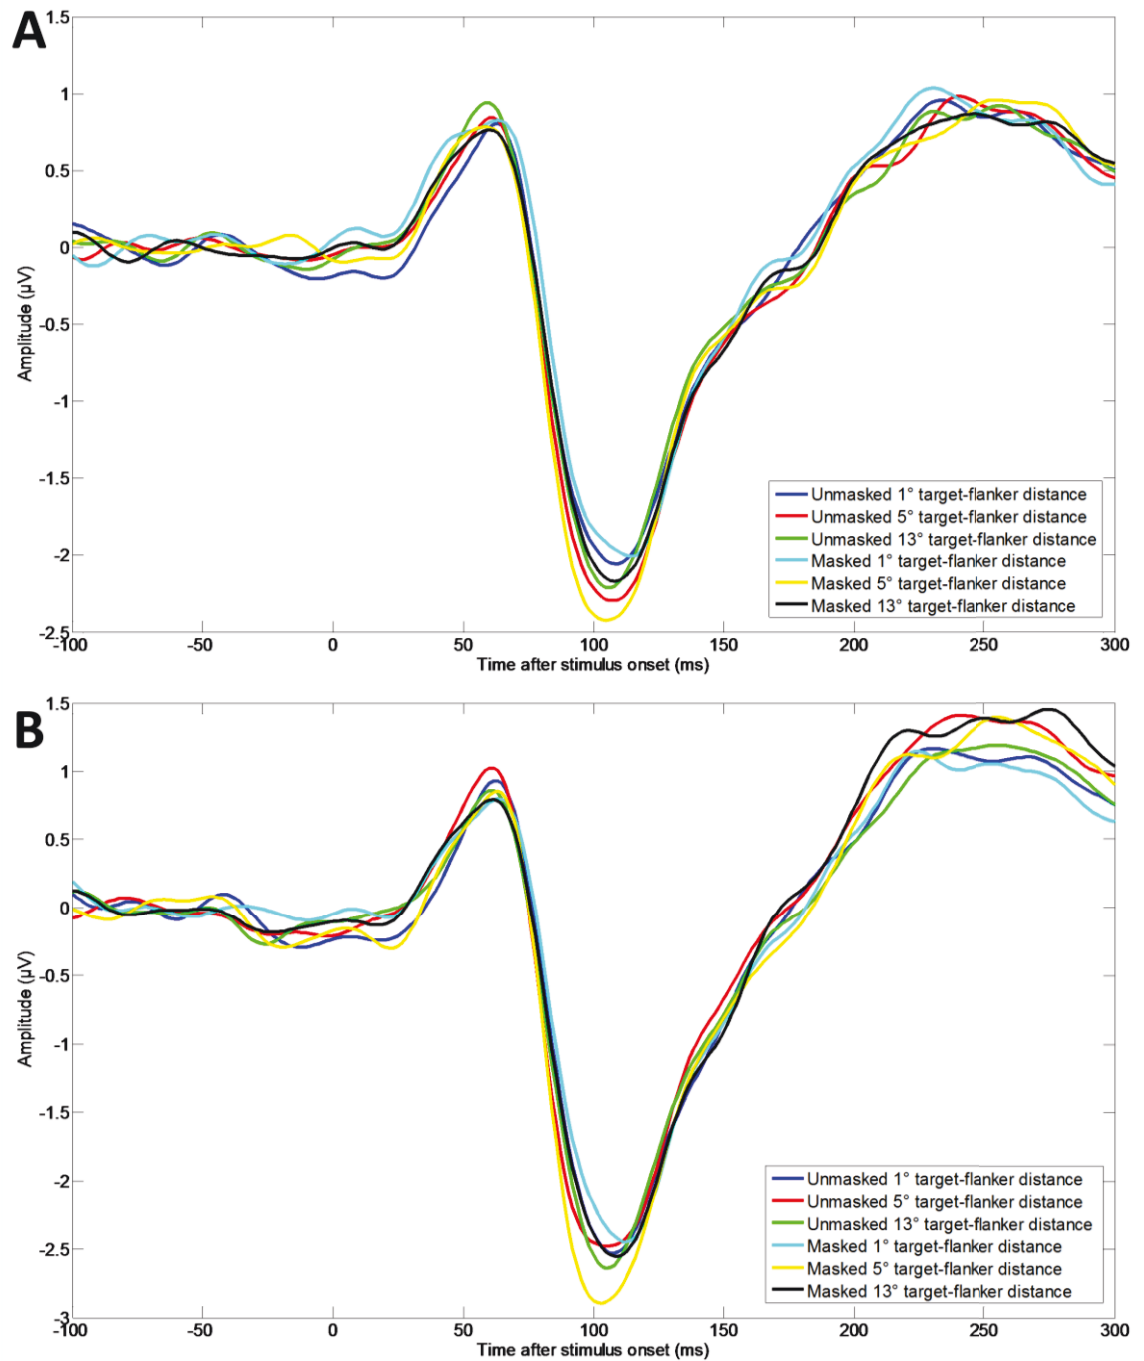 A
1.5
1
0.5
0
-0.5
-1
-1.5
-2
-2.5
Amplitude (µV)
Unmasked 1° target-flanker distance
Unmasked 5° target-flanker distance
Unmasked 13° target-flanker distance
Masked 1° target-flanker distance
Masked 5° target-flanker distance
Masked 13° target-flanker distance
-100 -50 0 50 100 150 200 250 300
Time after stimulus onset (ms)
B
1.5
1
0.5
0
-0.5
-1
-1.5
-2
-2.5
-3
Amplitude (µV)
Unmasked 1° target-flanker distance
Unmasked 5° target-flanker distance
Unmasked 13° target-flanker distance
Masked 1° target-flanker distance
Masked 5° target-flanker distance
Masked 13° target-flanker distance
-100 -50 0 50 100 150 200 250 300
Time after stimulus onset (ms)